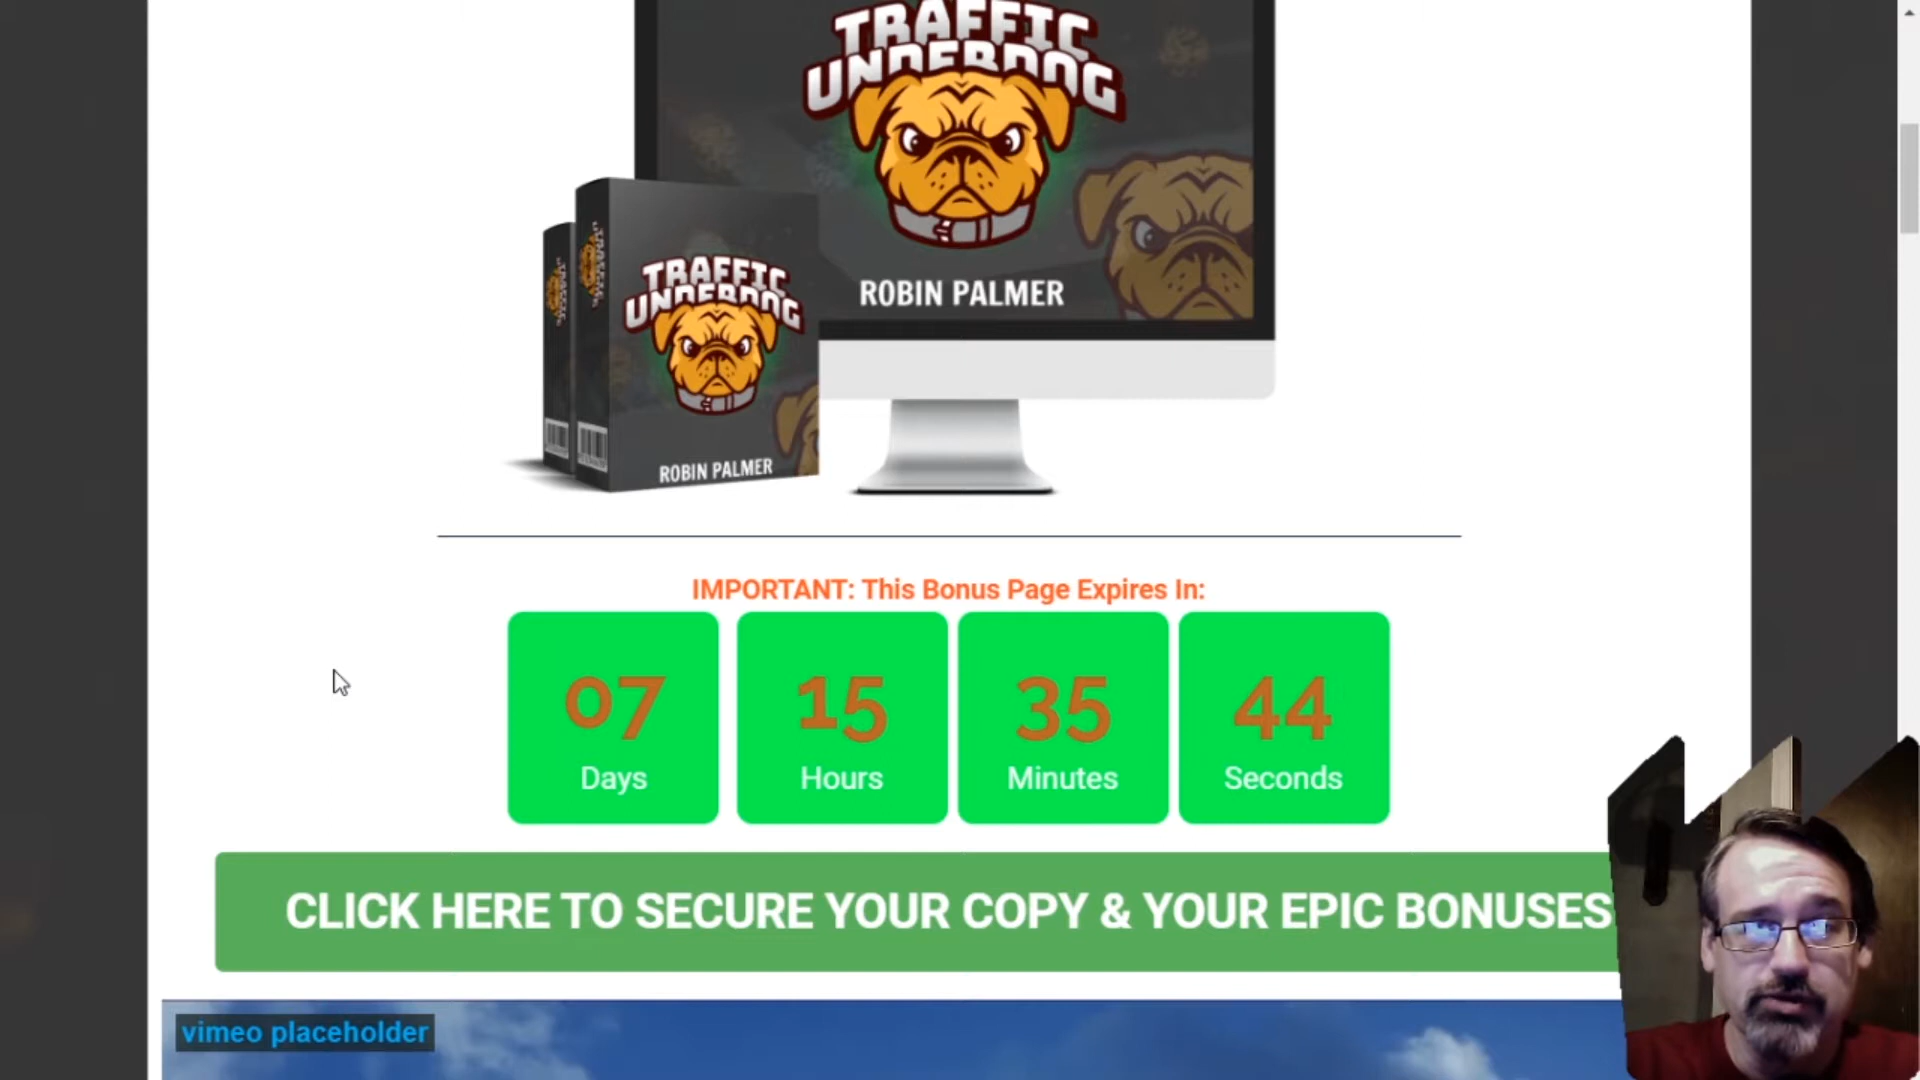 TRAFFIC
UNDERDOG
ROBIN PALMER
TRAFFIC
UNDERDOG
ROBIN PALMER
IMPORTANT: This Bonus Page Expires In:
07 15 35 44
Days Hours Minutes Seconds
CLICK HERE TO SECURE YOUR COPY & YOUR EPIC BONUSES
vimeo placeholder